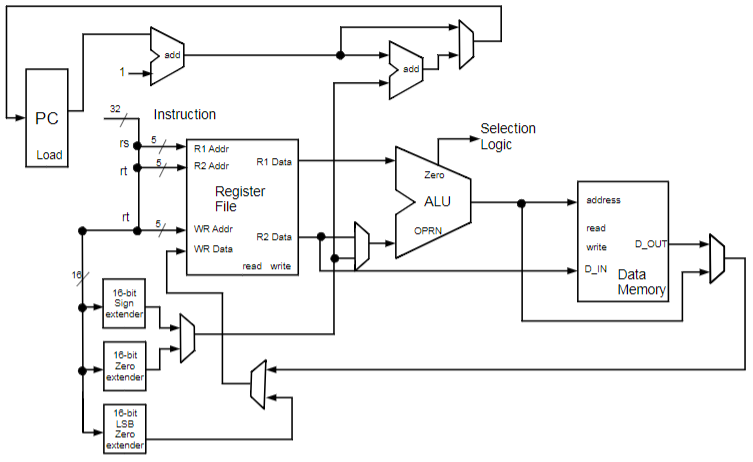 add
add
1
PC
Load
32
Instruction
Selection
Logic
rs
5
R1 Addr
R1 Data
rt
5
R2 Addr
Zero
Register
File
ALU
address
rt
5
WR Addr
R2 Data
OPRN
read
write
D_OUT
WR Data
read write
D_IN
Data
Memory
16
16-bit
Sign
extender
16-bit
Zero
extender
16-bit
LSB
Zero
extender